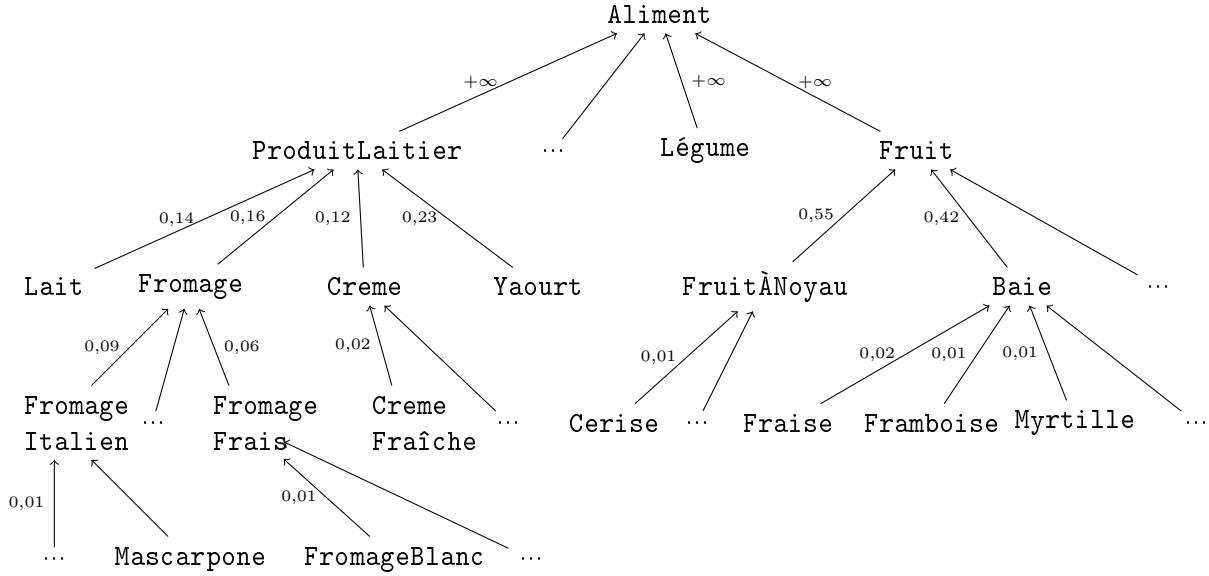 Aliment
+∞ +∞ +∞
ProduitLaitier ... Légume Fruit
0,14 0,16 0,12 0,23 0,55 0,42
Lait Fromage Creme Yaourt FruitÀNoyau Baie ...
0,09 0,06 0,02 0,01 0,02 0,01 0,01
Fromage ... Fromage Creme ... Cerise ... Fraise Framboise Myrtille ...
Italien Frais Fraîche
0,01 0,01
... Mascarpone FromageBlanc ...